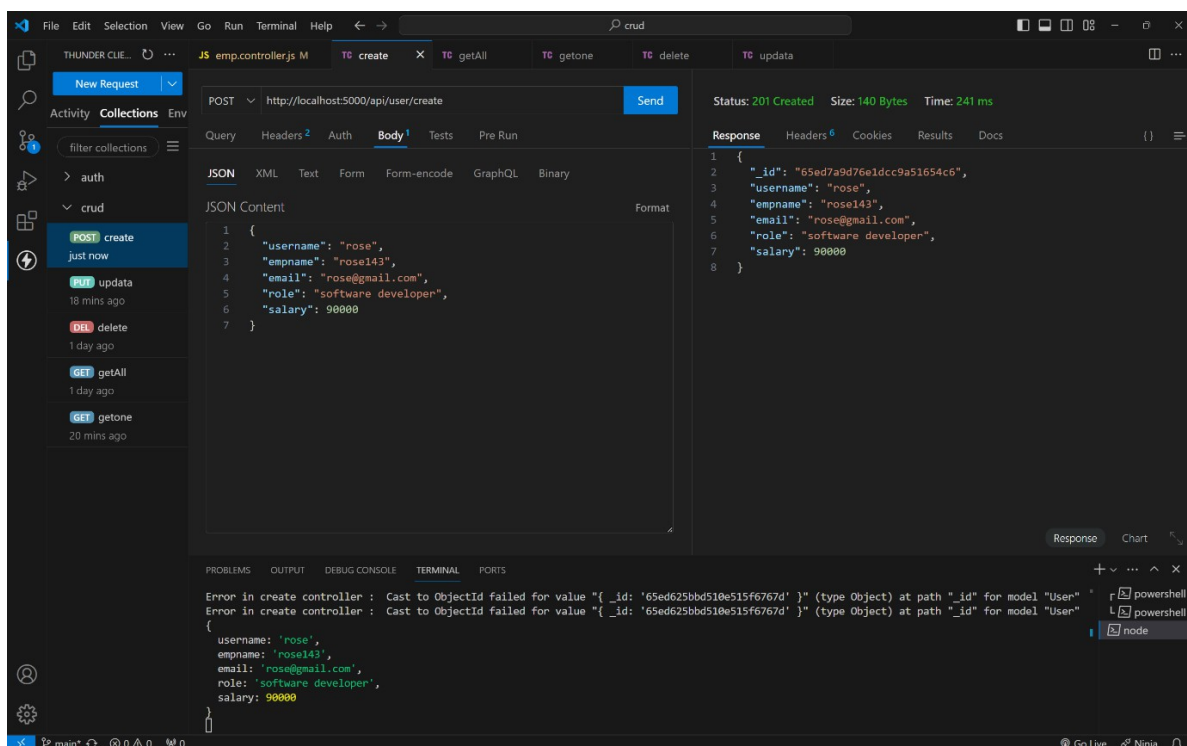 File Edit Selection View Go Run Terminal Help crud
THUNDER CLIE... JS emp.controller.js M TC create TC getAll TC getone TC delete TC updata
New Request
Activity Collections Env
filter collections
auth
crud
POST create
just now
PUT updata
18 mins ago
DEL delete
1 day ago
GET getAll
1 day ago
GET getone
20 mins ago
POST http://localhost:5000/api/user/create Send
Query Headers 2 Auth Body 1 Tests Pre Run
JSON XML Text Form Form-encode GraphQL Binary
JSON Content Format
1 {
2 "username": "rose",
3 "empname": "rose143",
4 "email": "rose@gmail.com",
5 "role": "software developer",
6 "salary": 90000
7 }
Status: 201 Created Size: 140 Bytes Time: 241 ms
Response Headers 6 Cookies Results Docs {}
1 {
2 "_id": "65ed7a9d76e1dcc9a51654c6",
3 "username": "rose",
4 "empname": "rose143",
5 "email": "rose@gmail.com",
6 "role": "software developer",
7 "salary": 90000
8 }
Response Chart
PROBLEMS OUTPUT DEBUG CONSOLE TERMINAL PORTS
Error in create controller : Cast to ObjectId failed for value "{ _id: '65ed625bbd510e515f6767d' }" (type Object) at path "_id" for model "User"
Error in create controller : Cast to ObjectId failed for value "{ _id: '65ed625bbd510e515f6767d' }" (type Object) at path "_id" for model "User"
{
username: 'rose',
empname: 'rose143',
email: 'rose@gmail.com',
role: 'software developer',
salary: 90000
}
powershell
powershell
node
1
main* 0 0 0 Go Live Ninja